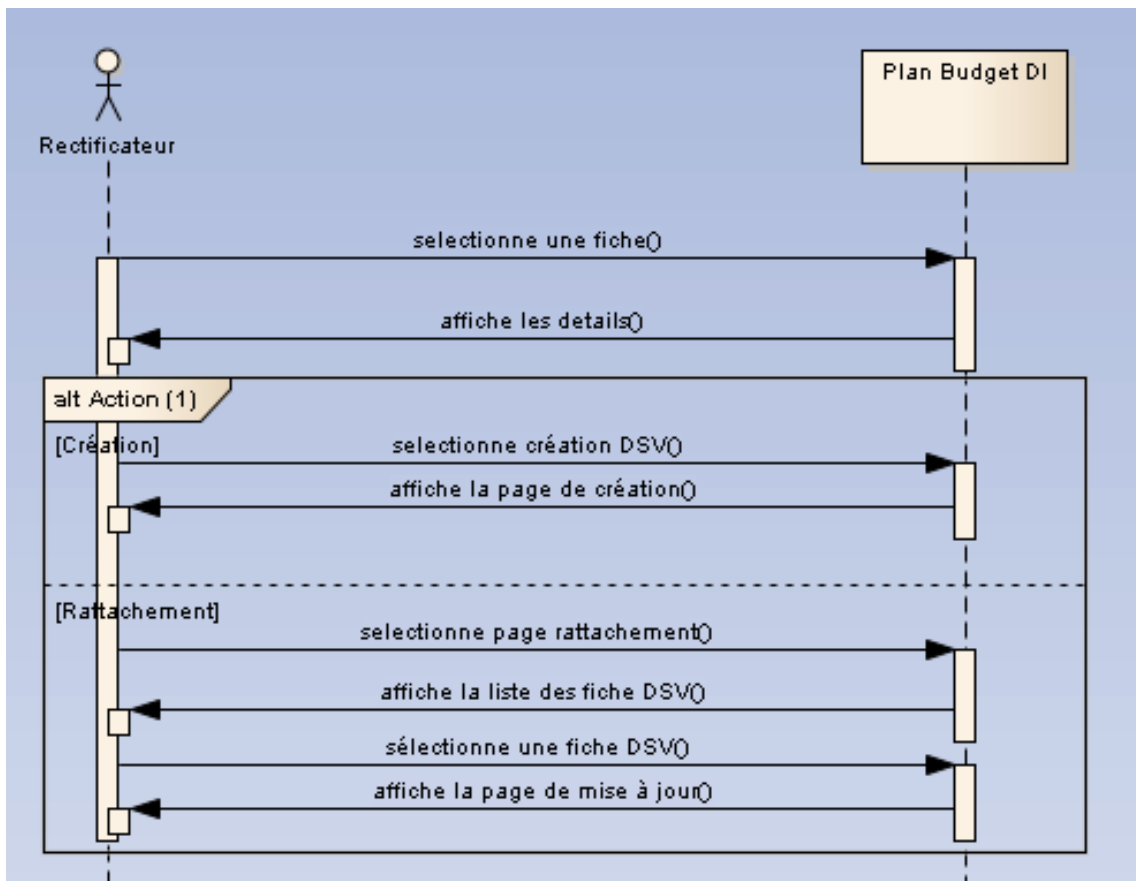 Rectificateur
Plan Budget DI
selectionne une fiche()
affiche les details()
alt Action (1)
[Création]
selectionne création DSV()
affiche la page de création()
[Rattachement]
selectionne page rattachement()
affiche la liste des fiche DSV()
sélectionne une fiche DSV()
affiche la page de mise à jour()